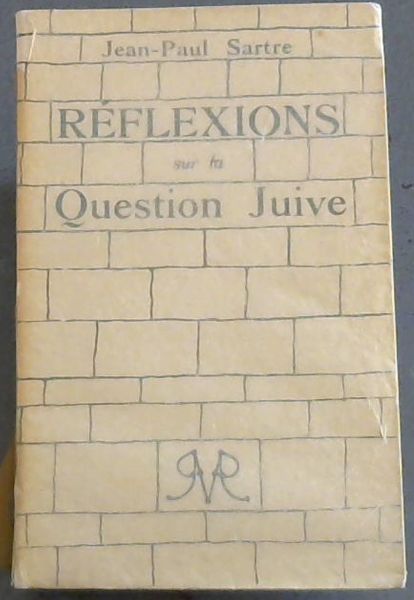 Jean-Paul Sartre
RÉFLEXIONS
sur la
Question Juive